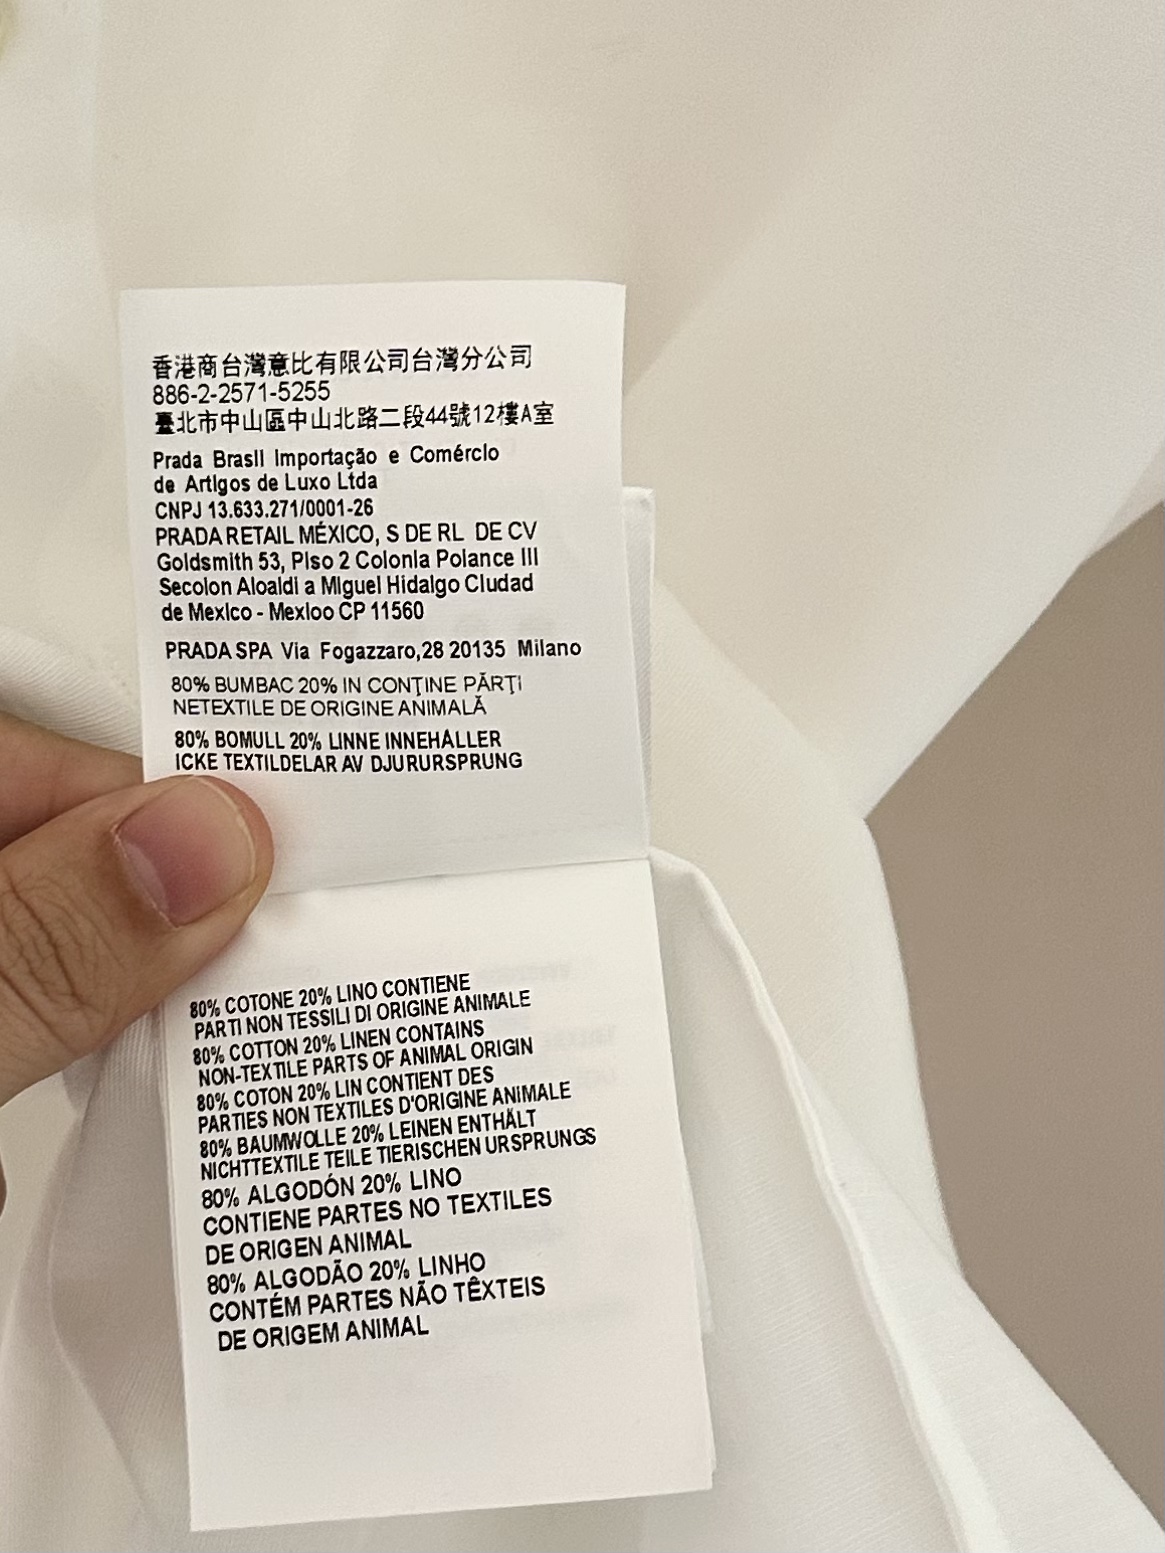 香港商台灣意比有限公司台灣分公司
886-2-2571-5255
臺北市中山區中山北路二段44號12樓A室
Prada Brasll Importação e Comérclo
de Artlgos de Luxo Ltda
CNPJ 13.633.271/0001-26
PRADA RETAIL MÉXICO, S DE RL DE CV
Goldsmith 53, Plso 2 Colonla Polance III
Secolon Aloaldi a Mlguel Hidalgo Cludad
de Mexlco - Mexloo CP 11560
PRADA SPA Via Fogazzaro,28 20135 Milano
80% BUMBAC 20% IN CONŢINE PĂRŢI
NETEXTILE DE ORIGINE ANIMALĂ
80% BOMULL 20% LINNE INNEHÅLLER
ICKE TEXTILDELAR AV DJURURSPRUNG
80% COTONE 20% LINO CONTIENE
PARTI NON TESSILI DI ORIGINE ANIMALE
80% COTTON 20% LINEN CONTAINS
NON-TEXTILE PARTS OF ANIMAL ORIGIN
80% COTON 20% LIN CONTIENT DES
PARTIES NON TEXTILES D'ORIGINE ANIMALE
80% BAUMWOLLE 20% LEINEN ENTHÄLT
NICHTTEXTILE TEILE TIERISCHEN URSPRUNGS
80% ALGODÓN 20% LINO
CONTIENE PARTES NO TEXTILES
DE ORIGEN ANIMAL
80% ALGODÃO 20% LINHO
CONTÉM PARTES NÃO TÊXTEIS
DE ORIGEM ANIMAL